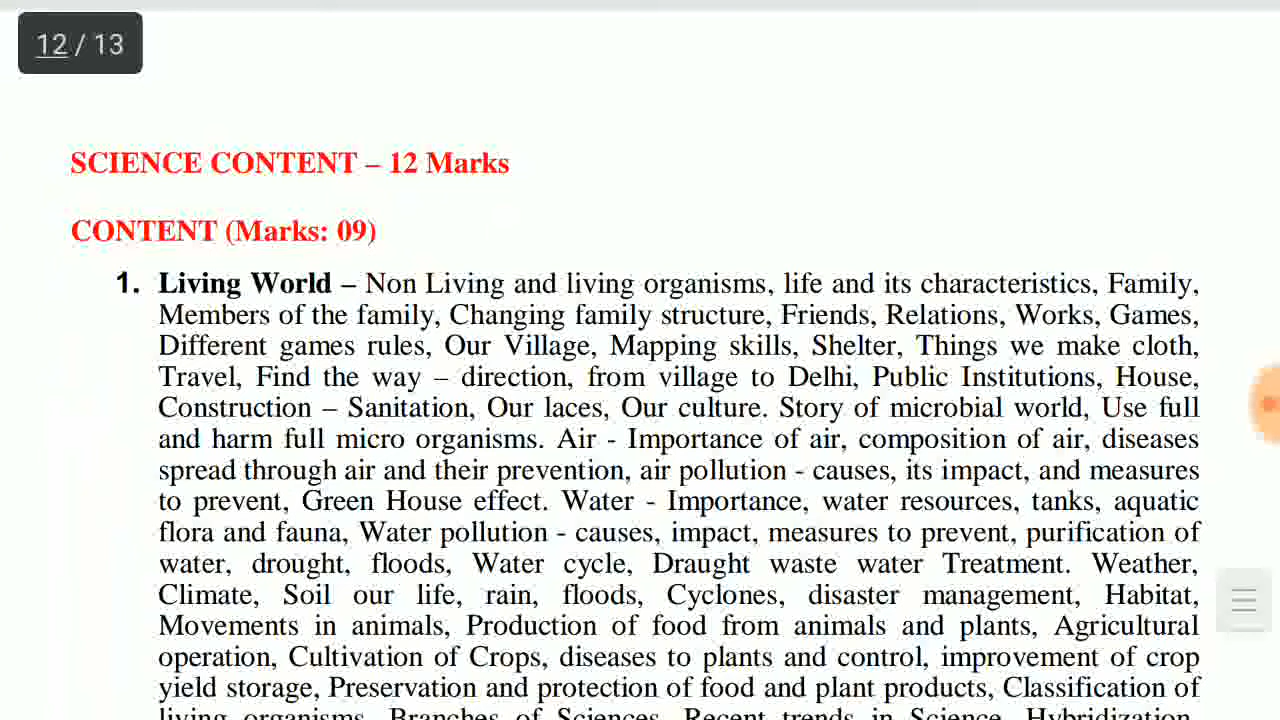 12 / 13
SCIENCE CONTENT – 12 Marks
CONTENT (Marks: 09)
1. Living World – Non Living and living organisms, life and its characteristics, Family,
Members of the family, Changing family structure, Friends, Relations, Works, Games,
Different games rules, Our Village, Mapping skills, Shelter, Things we make cloth,
Travel, Find the way – direction, from village to Delhi, Public Institutions, House,
Construction – Sanitation, Our laces, Our culture. Story of microbial world, Use full
and harm full micro organisms. Air - Importance of air, composition of air, diseases
spread through air and their prevention, air pollution - causes, its impact, and measures
to prevent, Green House effect. Water - Importance, water resources, tanks, aquatic
flora and fauna, Water pollution - causes, impact, measures to prevent, purification of
water, drought, floods, Water cycle, Draught waste water Treatment. Weather,
Climate, Soil our life, rain, floods, Cyclones, disaster management, Habitat,
Movements in animals, Production of food from animals and plants, Agricultural
operation, Cultivation of Crops, diseases to plants and control, improvement of crop
yield storage, Preservation and protection of food and plant products, Classification of
living organisms, Branches of Sciences, Recent trends in Science, Hybridization,